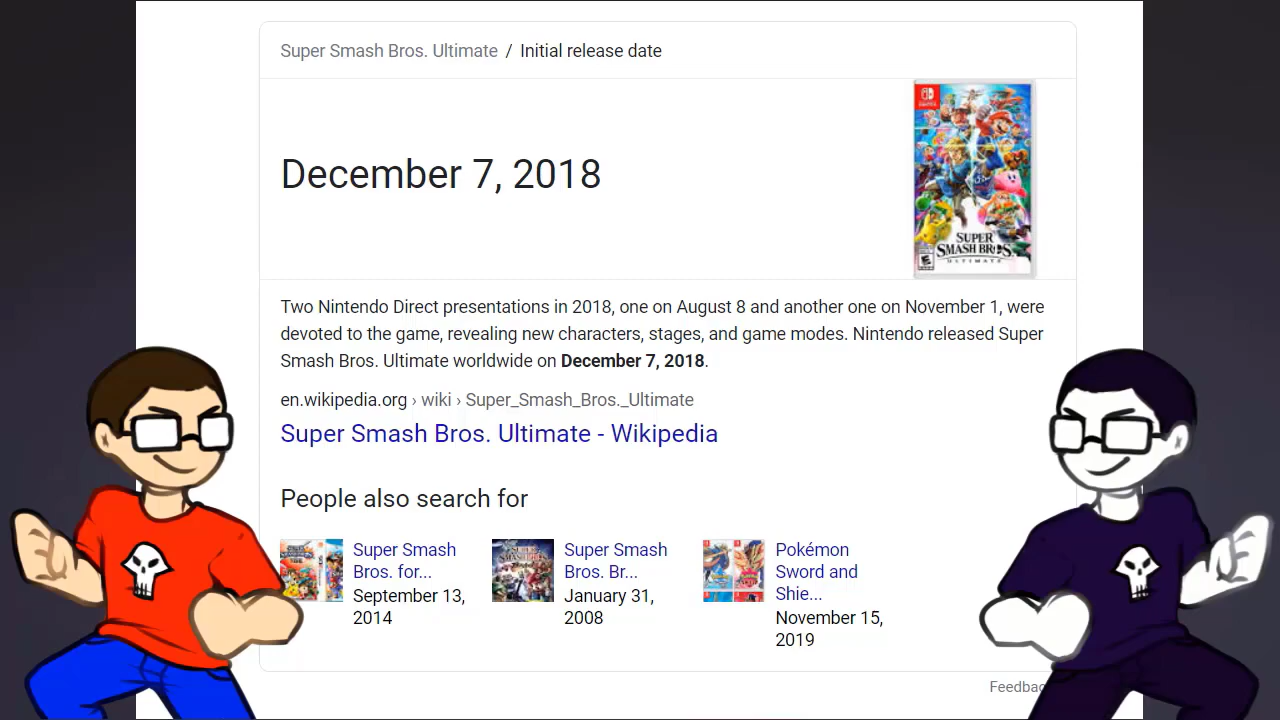 Super Smash Bros. Ultimate / Initial release date
December 7, 2018
SUPER
SMASH BROS.
ULTIMATE
Two Nintendo Direct presentations in 2018, one on August 8 and another one on November 1, were
devoted to the game, revealing new characters, stages, and game modes. Nintendo released Super
Smash Bros. Ultimate worldwide on December 7, 2018.
en.wikipedia.org › wiki › Super_Smash_Bros._Ultimate
Super Smash Bros. Ultimate - Wikipedia
People also search for
Super Smash
Bros. for...
September 13,
2014
Super Smash
Bros. Br...
January 31,
2008
Pokémon
Sword and
Shie...
November 15,
2019
Feedbac